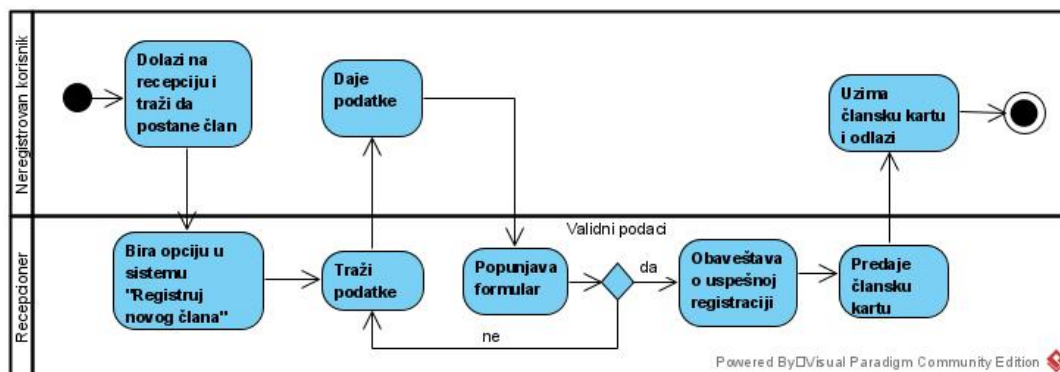 Neregistrovan korisnik
Dolazi na
recepciju i
traži da
postane član
Daje
podatke
Uzima
člansku kartu
i odlazi
Recepcioner
Bira opciju u
sistemu
"Registruj
novog člana"
Traži
podatke
Popunjava
formular
Validni podaci
da
ne
Obaveštava
o uspešnoj
registraciji
Predaje
člansku
kartu
Powered By□Visual Paradigm Community Edition